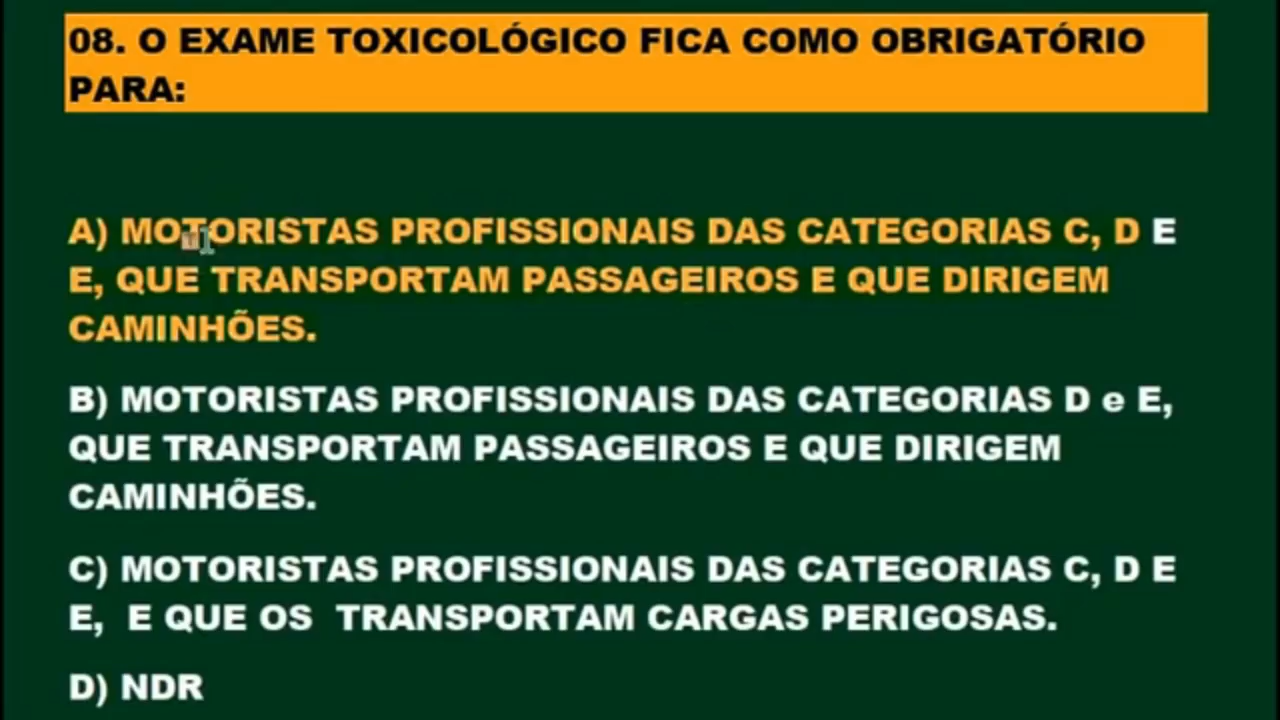 08. O EXAME TOXICOLÓGICO FICA COMO OBRIGATÓRIO
PARA:
A) MOTORISTAS PROFISSIONAIS DAS CATEGORIAS C, D E
E, QUE TRANSPORTAM PASSAGEIROS E QUE DIRIGEM
CAMINHÕES.
B) MOTORISTAS PROFISSIONAIS DAS CATEGORIAS D e E,
QUE TRANSPORTAM PASSAGEIROS E QUE DIRIGEM
CAMINHÕES.
C) MOTORISTAS PROFISSIONAIS DAS CATEGORIAS C, D E
E, E QUE OS TRANSPORTAM CARGAS PERIGOSAS.
D) NDR